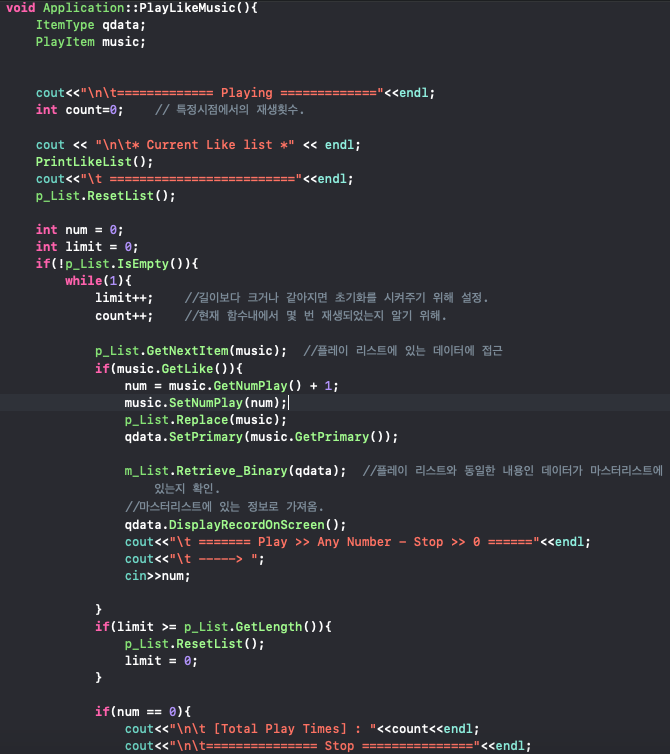 void Application::PlayLikeMusic(){
    ItemType qdata;
    PlayItem music;
    cout<<"\n\t============= Playing ============="<<endl;
    int count=0;    // 특정시점에서의 재생횟수.
    cout << "\n\t* Current Like list *" << endl;
    PrintLikeList();
    cout<<"\t ========================="<<endl;
    p_List.ResetList();
    int num = 0;
    int limit = 0;
    if(!p_List.IsEmpty()){
        while(1){
            limit++;    //길이보다 크거나 같아지면 초기화를 시켜주기 위해 설정.
            count++;    //현재 함수내에서 몇 번 재생되었는지 알기 위해.
            p_List.GetNextItem(music);  //플레이 리스트에 있는 데이터에 접근
            if(music.GetLike()){
                num = music.GetNumPlay() + 1;
                music.SetNumPlay(num);
                p_List.Replace(music);
                qdata.SetPrimary(music.GetPrimary());
                m_List.Retrieve_Binary(qdata);  //플레이 리스트와 동일한 내용인 데이터가 마스터리스트에
                    있는지 확인.
                //마스터리스트에 있는 정보로 가져옴.
                qdata.DisplayRecordOnScreen();
                cout<<"\t ======= Play >> Any Number - Stop >> 0 ======"<<endl;
                cout<<"\t -----> ";
                cin>>num;
            }
            if(limit >= p_List.GetLength()){
                p_List.ResetList();
                limit = 0;
            }
            if(num == 0){
                cout<<"\n\t [Total Play Times] : "<<count<<endl;
                cout<<"\n\t=============== Stop ==============="<<endl;